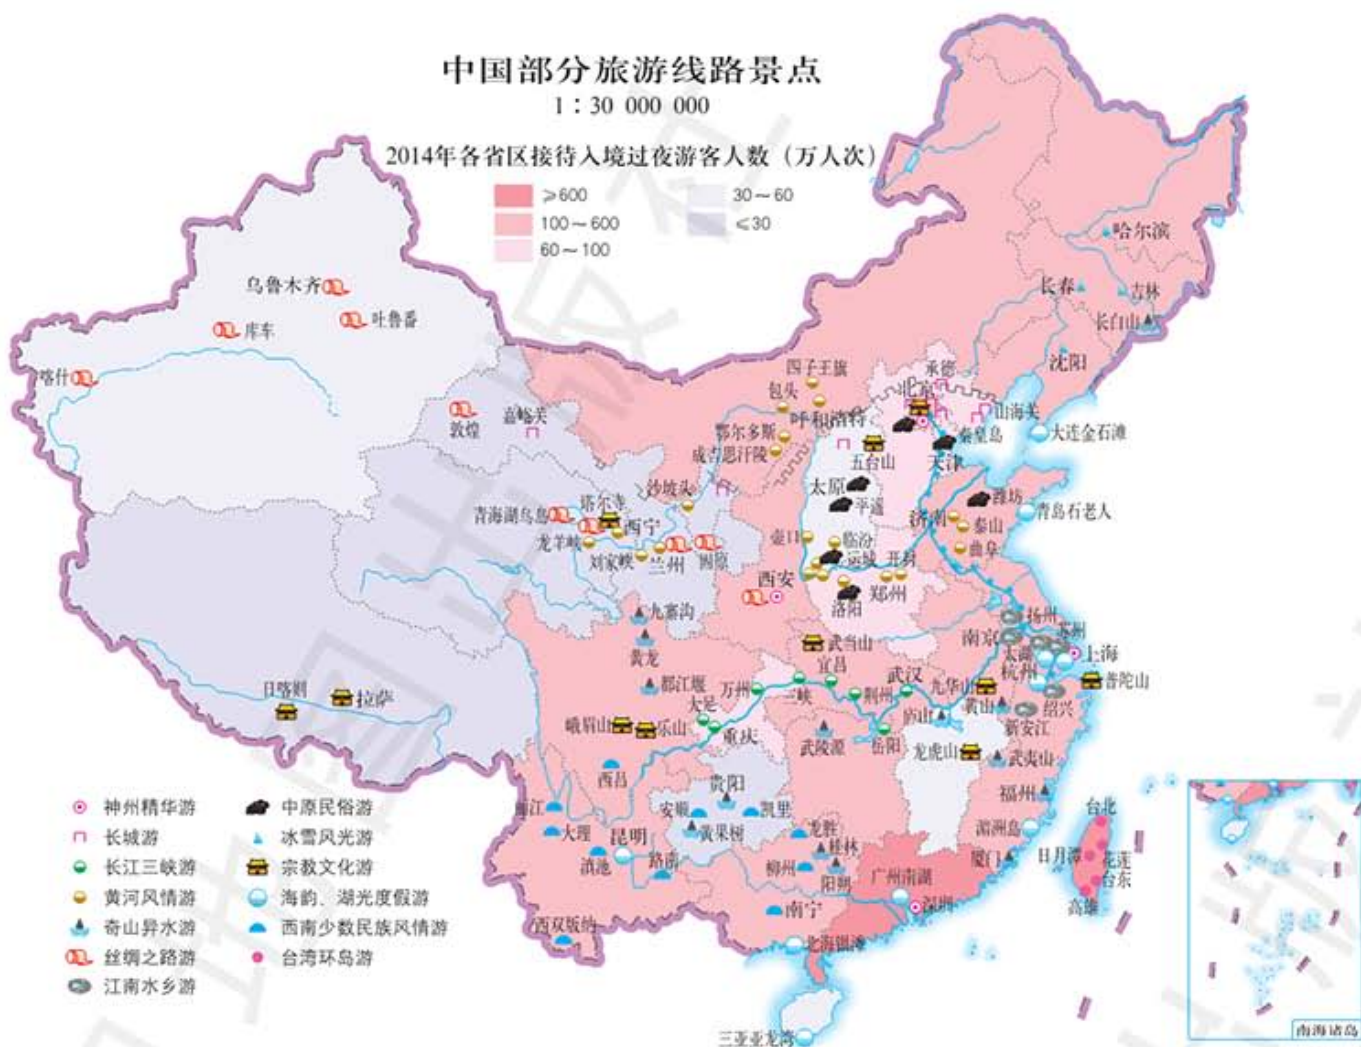 中国部分旅游线路景点
1：30 000 000
2014年各省区接待入境过夜游客人数（万人次）
≥600
30～60
100～600
≤30
60～100
哈尔滨
长春
吉林
长白山
沈阳
乌鲁木齐
吐鲁番
库车
喀什
敦煌
嘉峪关
四子王旗
包头
呼和浩特
鄂尔多斯
成吉思汗陵
承德
北京
山海关
秦皇岛
天津
大连金石滩
五台山
太原
平遥
沙坡头
塔尔寺
青海湖鸟岛
西宁
龙羊峡
刘家峡
兰州
固原
壶口
临汾
运城
开封
济南
潍坊
青岛石老人
泰山
曲阜
西安
洛阳
郑州
九寨沟
黄龙
都江堰
武当山
宜昌
武汉
万州
三峡
荆州
大足
重庆
峨眉山
乐山
扬州
南京
苏州
太湖
上海
杭州
普陀山
九华山
黄山
绍兴
新安江
庐山
岳阳
武陵源
龙虎山
武夷山
日喀则
拉萨
西昌
贵阳
安顺
凯里
黄果树
丽江
大理
昆明
滇池
路南
龙胜
桂林
柳州
阳朔
福州
湄洲岛
厦门
广州南湖
深圳
南宁
西双版纳
北海银滩
三亚亚龙湾
台北
日月潭
花莲
台东
高雄
神州精华游
中原民俗游
长城游
冰雪风光游
长江三峡游
宗教文化游
黄河风情游
海韵、湖光度假游
奇山异水游
西南少数民族风情游
丝绸之路游
台湾环岛游
江南水乡游
南海诸岛